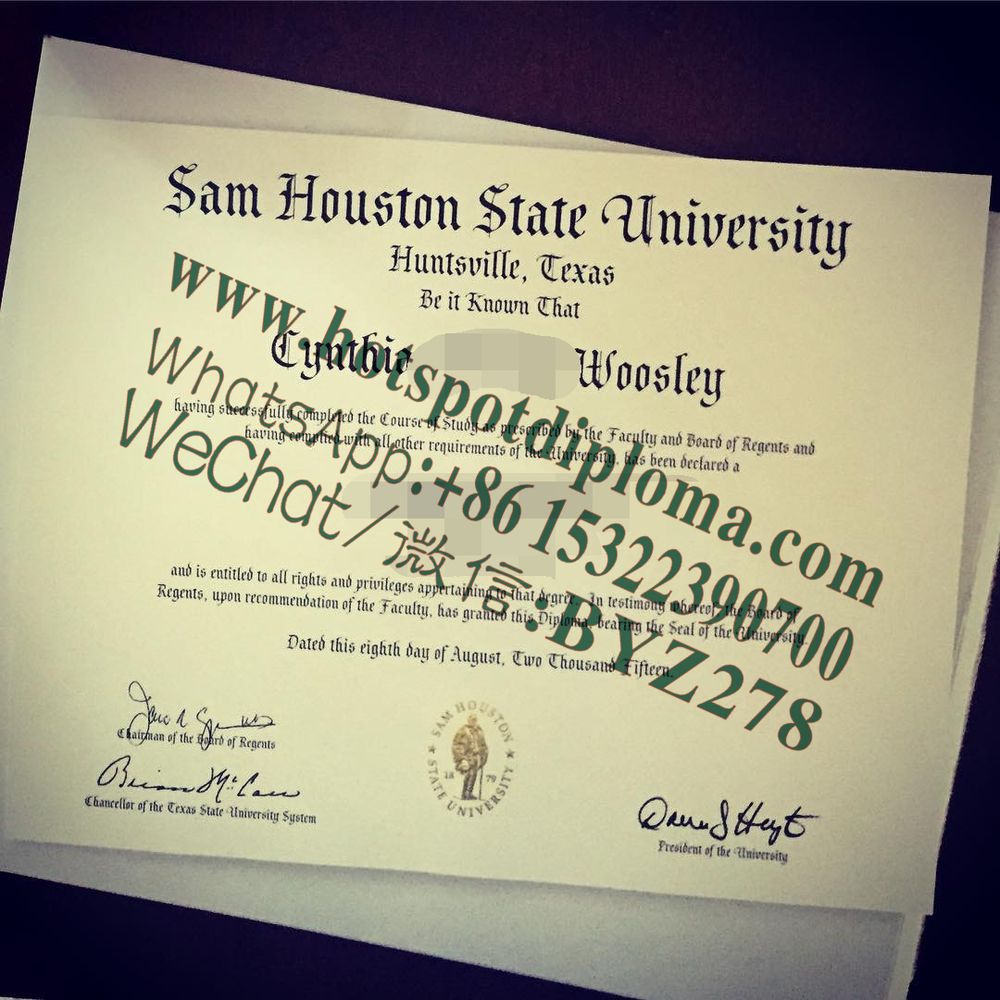 Sam Houston State University
Huntsville, Texas
Be it Known That
Cynthia Woosley
having successfully completed the Course of Study as prescribed by the Faculty and Board of Regents and
having complied with all other requirements of the University, has been declared a
and is entitled to all rights and privileges appertaining to that degree. In testimony whereof the Board of
Regents, upon recommendation of the Faculty, has granted this Diploma bearing the Seal of the University.
Dated this eighth day of August, Two Thousand Fifteen.
www.hotspotdiploma.com
WhatsApp:+86 15322390700
WeChat/微信:BYZ278
Chairman of the Board of Regents
Chancellor of the Texas State University System
SAM HOUSTON
STATE UNIVERSITY
18 79
President of the University